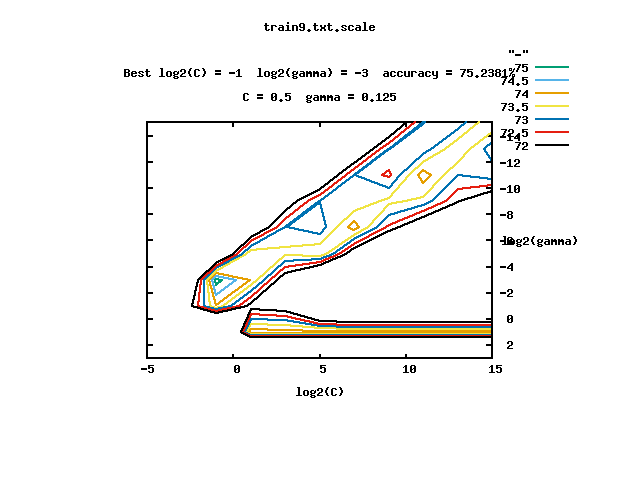 train9.txt.scale
"-"
Best log2(C) = -1  log2(gamma) = -3  accuracy = 75.2381%
75
74.5
C = 0.5  gamma = 0.125
74
73.5
73
72.5
72
-14
-12
-10
-8
-6
log2(gamma)
-4
-2
0
2
-5 0 5 10 15
log2(C)